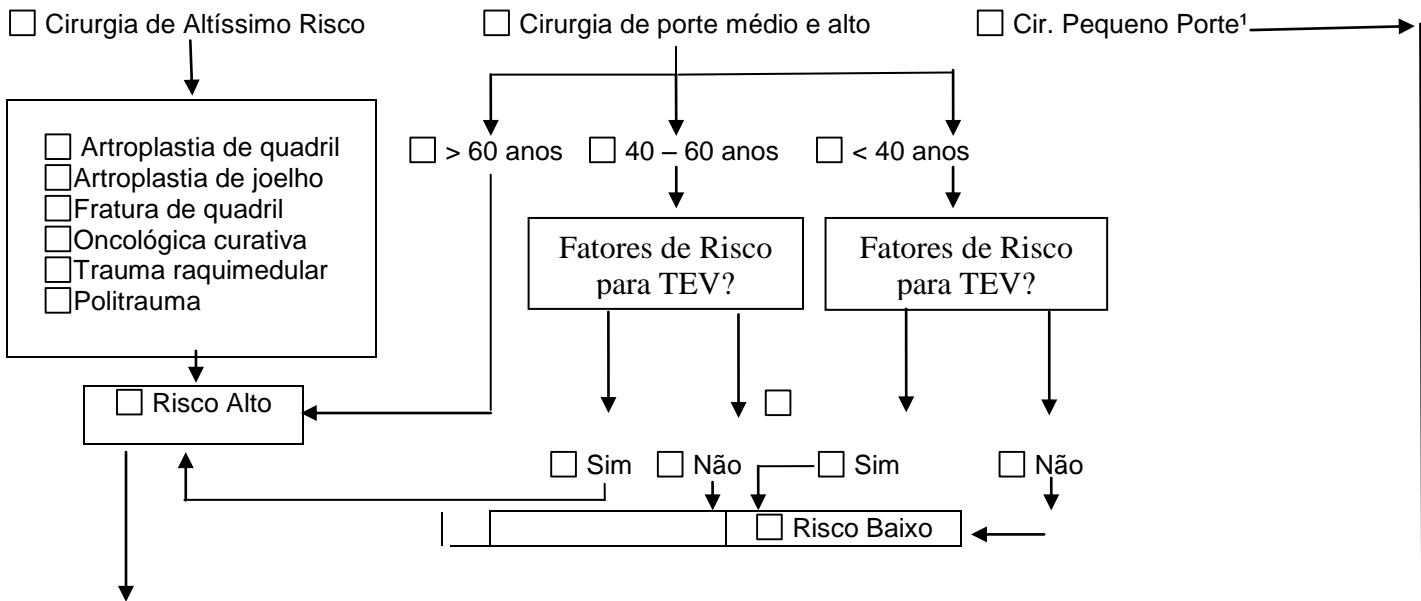 Cirurgia de Altíssimo Risco
Cirurgia de porte médio e alto
Cir. Pequeno Porte¹
Artroplastia de quadril
Artroplastia de joelho
Fratura de quadril
Oncológica curativa
Trauma raquimedular
Politrauma
> 60 anos
40 – 60 anos
< 40 anos
Fatores de Risco
para TEV?
Fatores de Risco
para TEV?
Risco Alto
Sim
Não
Sim
Não
Risco Baixo